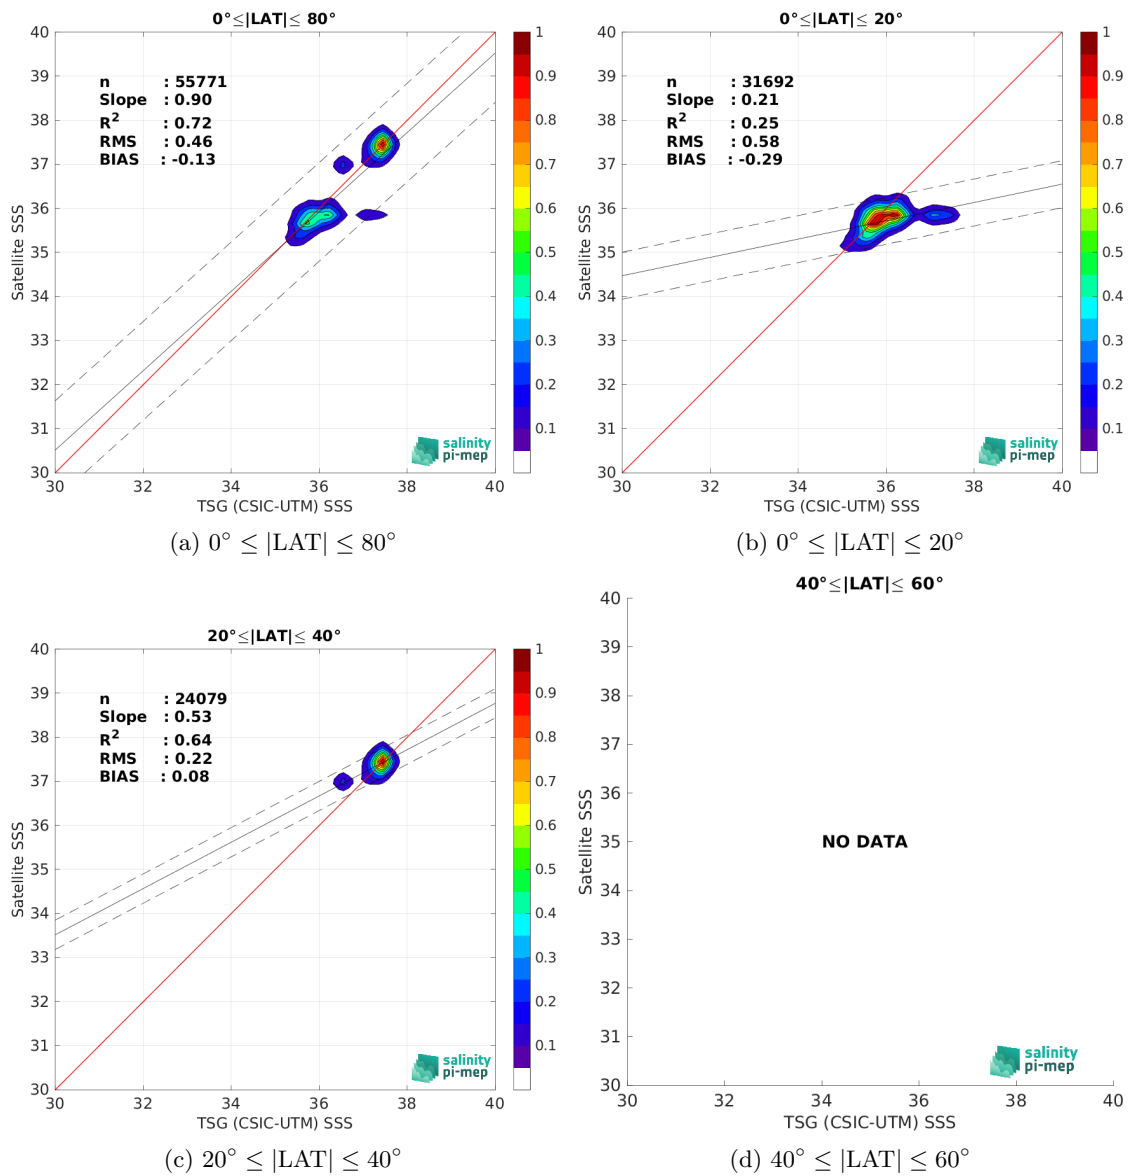 0°≤|LAT|≤ 80°
40
39
38
37
36
35
34
33
32
31
30
30 32 34 36 38 40
Satellite SSS
TSG (CSIC-UTM) SSS
n : 55771
Slope : 0.90
R² : 0.72
RMS : 0.46
BIAS : -0.13
1
0.9
0.8
0.7
0.6
0.5
0.4
0.3
0.2
0.1
salinity
pi-mep
(a) 0° ≤ |LAT| ≤ 80°
0°≤|LAT|≤ 20°
40
39
38
37
36
35
34
33
32
31
30
30 32 34 36 38 40
Satellite SSS
TSG (CSIC-UTM) SSS
n : 31692
Slope : 0.21
R² : 0.25
RMS : 0.58
BIAS : -0.29
1
0.9
0.8
0.7
0.6
0.5
0.4
0.3
0.2
0.1
salinity
pi-mep
(b) 0° ≤ |LAT| ≤ 20°
20°≤|LAT|≤ 40°
40
39
38
37
36
35
34
33
32
31
30
30 32 34 36 38 40
Satellite SSS
TSG (CSIC-UTM) SSS
n : 24079
Slope : 0.53
R² : 0.64
RMS : 0.22
BIAS : 0.08
1
0.9
0.8
0.7
0.6
0.5
0.4
0.3
0.2
0.1
salinity
pi-mep
(c) 20° ≤ |LAT| ≤ 40°
40°≤|LAT|≤ 60°
40
39
38
37
36
35
34
33
32
31
30
30 32 34 36 38 40
Satellite SSS
TSG (CSIC-UTM) SSS
NO DATA
salinity
pi-mep
(d) 40° ≤ |LAT| ≤ 60°